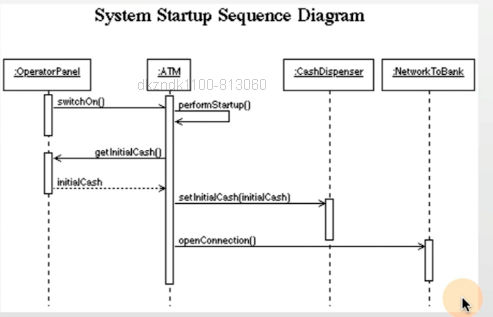 System Startup Sequence Diagram
:OperatorPanel
:ATM
:CashDispenser
:NetworkToBank
dkzndk1100-813060
switchOn()
performStartup()
getInitialCash()
initialCash
setInitialCash(initialCash)
openConnection()